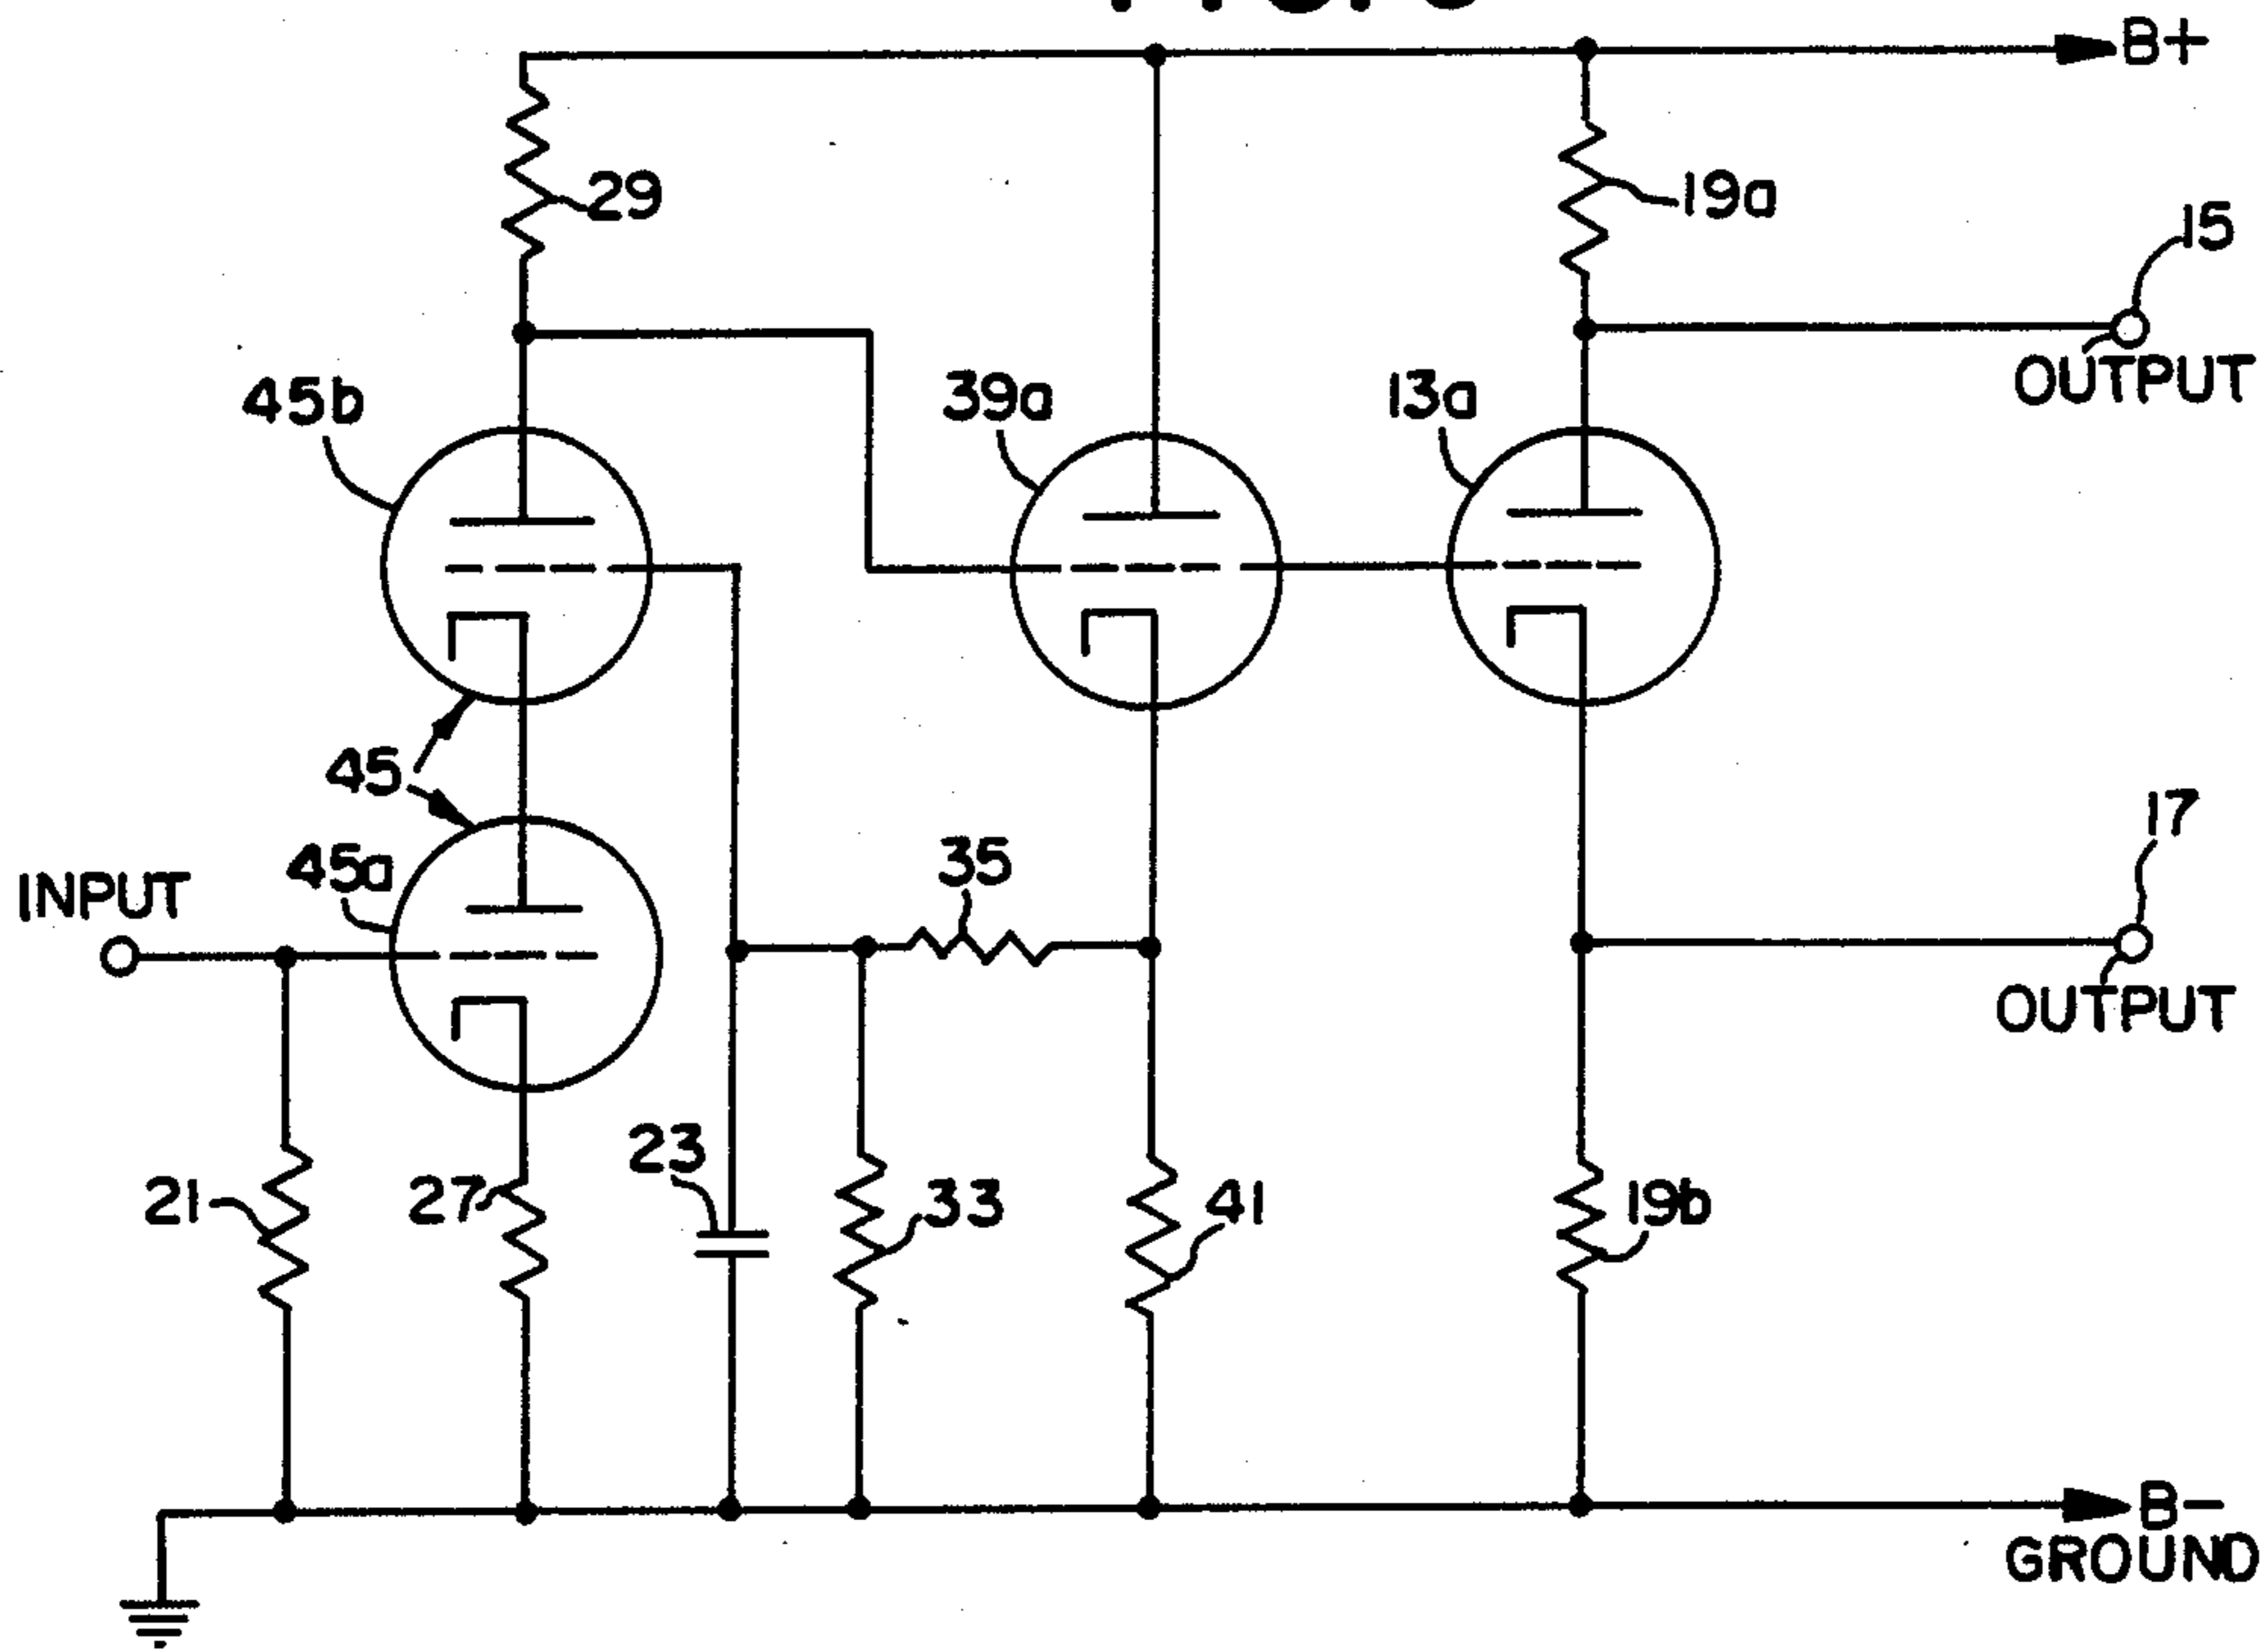 B+
29
19a
15
OUTPUT
45b
39a
13a
45
17
35
45a
INPUT
OUTPUT
23
21
27
33
41
19b
B-
GROUND